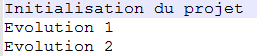 Initialisation du projet
Evolution 1
Evolution 2